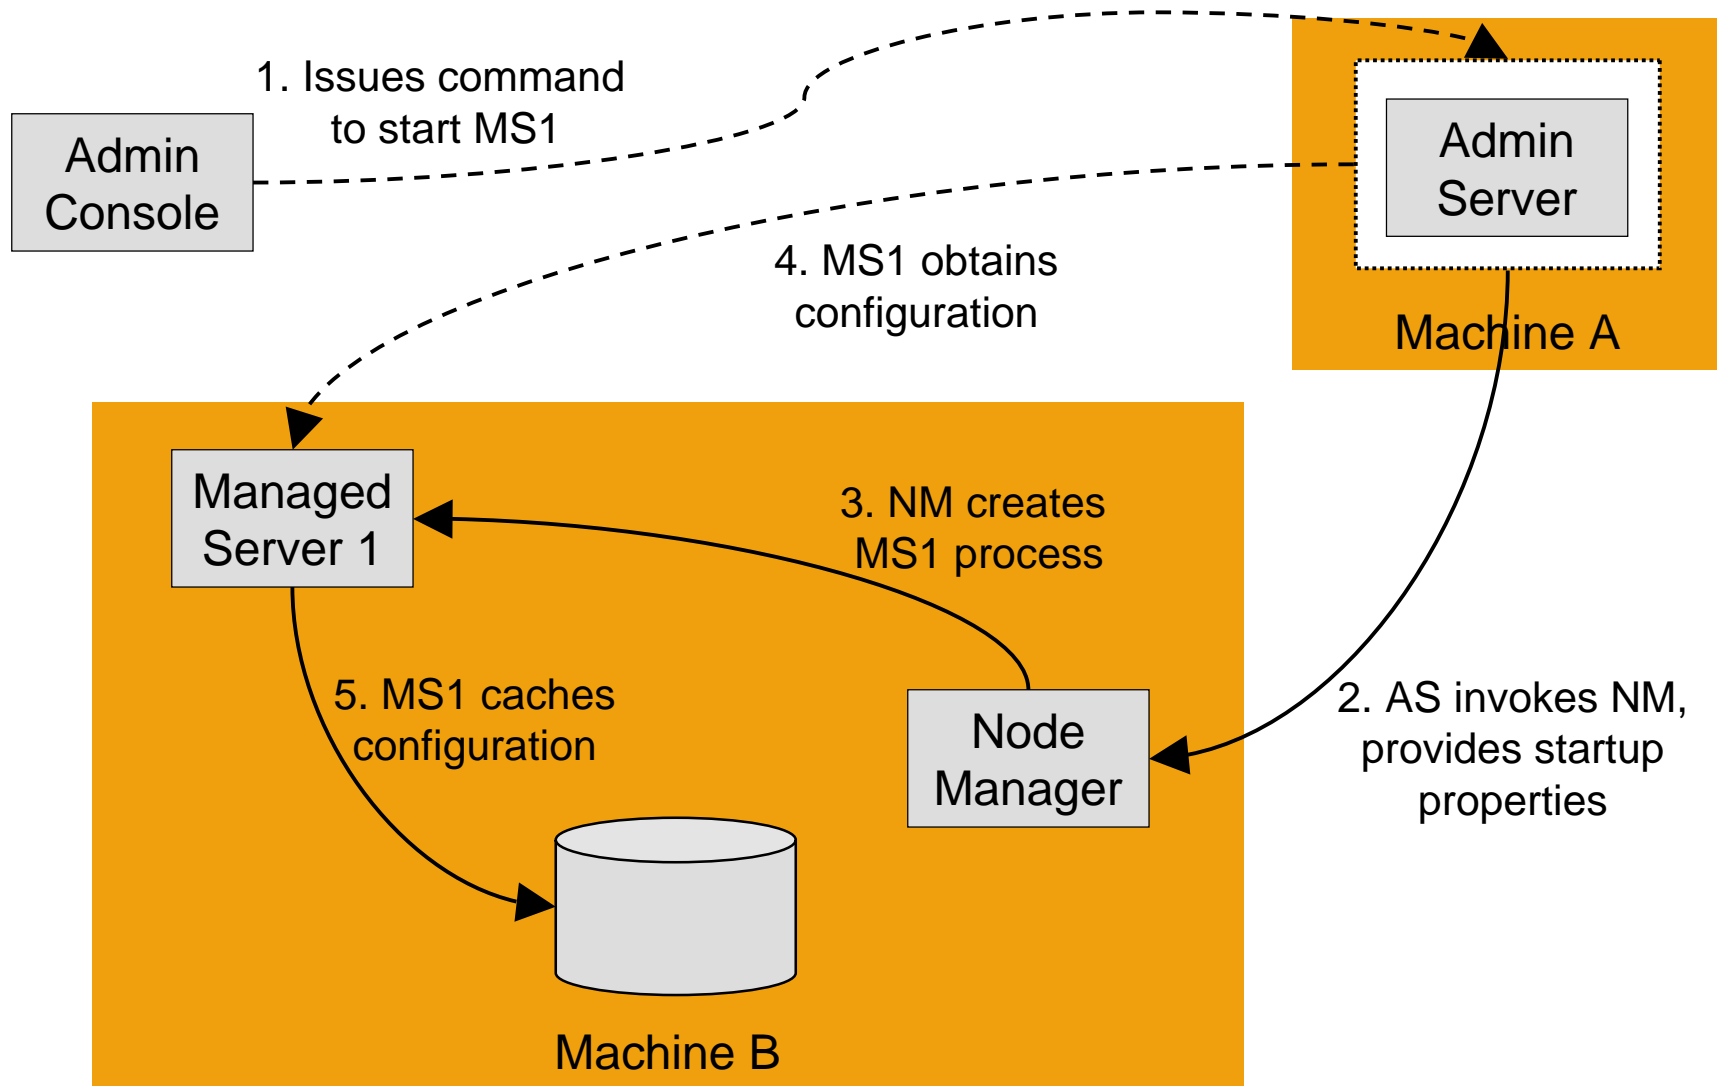 1. Issues command
to start MS1
Admin
Console
Admin
Server
4. MS1 obtains
configuration
Machine A
Managed
Server 1
3. NM creates
MS1 process
5. MS1 caches
configuration
Node
Manager
2. AS invokes NM,
provides startup
properties
Machine B